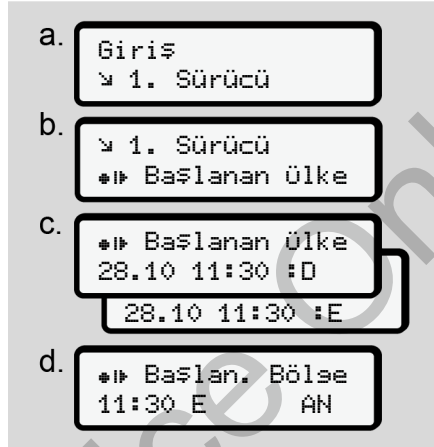 a.
Giriş
↘ 1. Sürücü
b.
↘ 1. Sürücü
Başlanan ülke
c.
Başlanan ülke
28.10 11:30 :D
28.10 11:30 :E
d.
Başlan. Bölge
11:30 E AN